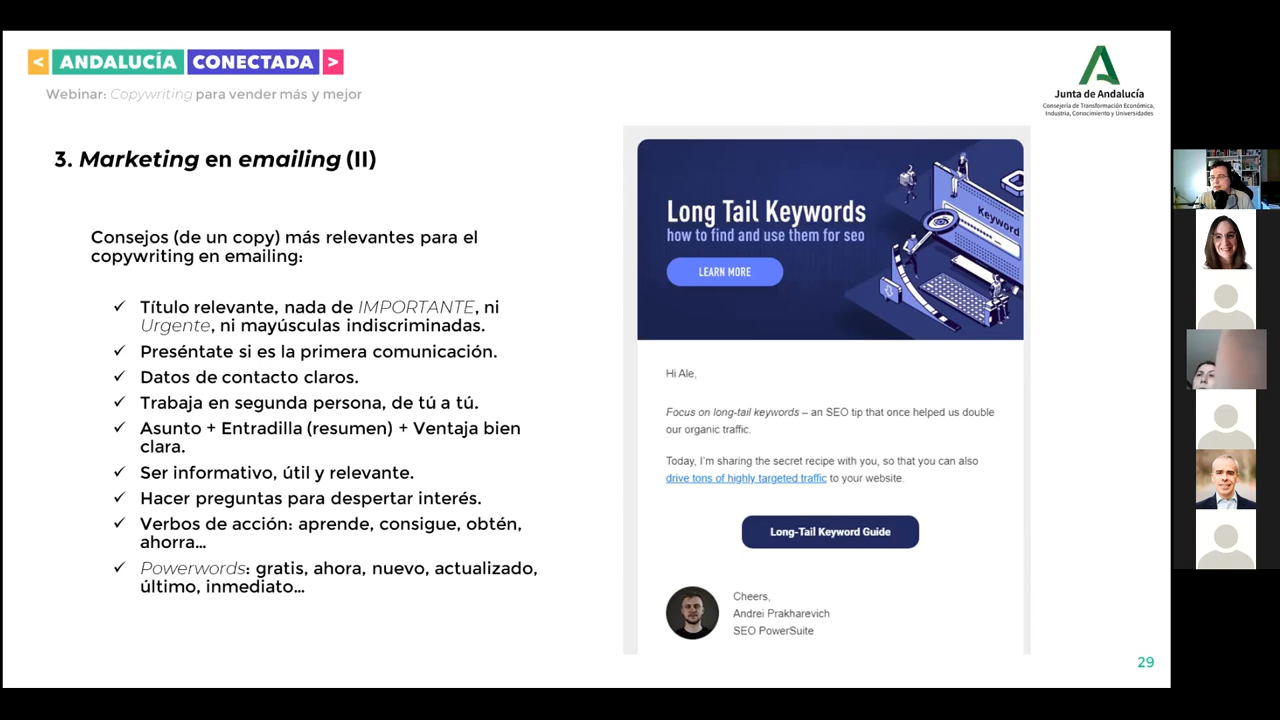 < ANDALUCÍA CONECTADA >
Webinar: Copywriting para vender más y mejor
Junta de Andalucía
Consejería de Transformación Económica,
Industria, Conocimiento y Universidades
3. Marketing en emailing (II)
Consejos (de un copy) más relevantes para el
copywriting en emailing:
✓ Título relevante, nada de IMPORTANTE, ni
Urgente, ni mayúsculas indiscriminadas.
✓ Preséntate si es la primera comunicación.
✓ Datos de contacto claros.
✓ Trabaja en segunda persona, de tú a tú.
✓ Asunto + Entradilla (resumen) + Ventaja bien
clara.
✓ Ser informativo, útil y relevante.
✓ Hacer preguntas para despertar interés.
✓ Verbos de acción: aprende, consigue, obtén,
ahorra...
✓ Powerwords: gratis, ahora, nuevo, actualizado,
último, inmediato...
Long Tail Keywords
how to find and use them for seo
LEARN MORE
Keyword
Hi Ale,
Focus on long-tail keywords – an SEO tip that once helped us double
our organic traffic.
Today, I'm sharing the secret recipe with you, so that you can also
drive tons of highly targeted traffic to your website.
Long-Tail Keyword Guide
Cheers,
Andrei Prakharevich
SEO PowerSuite
29